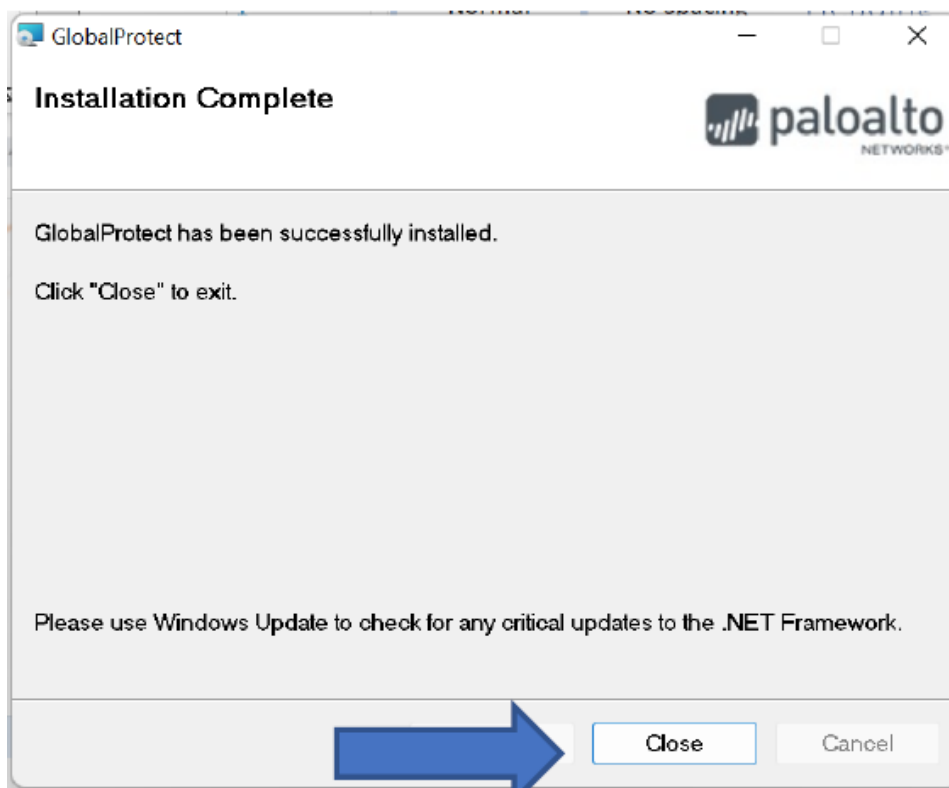 GlobalProtect
Installation Complete
paloalto
NETWORKS
GlobalProtect has been successfully installed.
Click "Close" to exit.
Please use Windows Update to check for any critical updates to the .NET Framework.
Close
Cancel